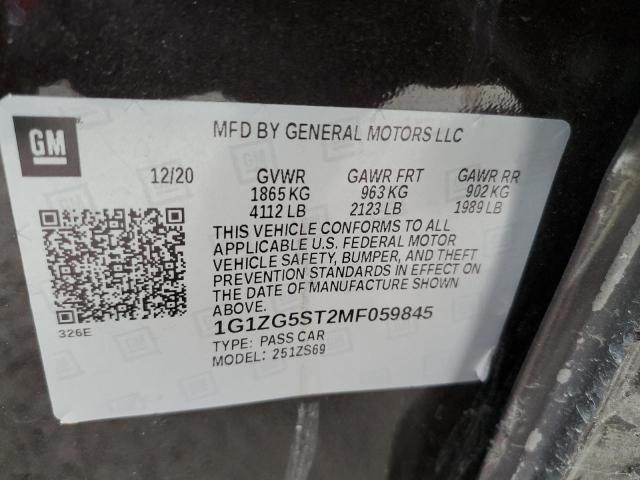 GM
MFD BY GENERAL MOTORS LLC
12/20 GVWR GAWR FRT GAWR RR
1865 KG 963 KG 902 KG
4112 LB 2123 LB 1989 LB
THIS VEHICLE CONFORMS TO ALL
APPLICABLE U.S. FEDERAL MOTOR
VEHICLE SAFETY, BUMPER, AND THEFT
PREVENTION STANDARDS IN EFFECT ON
THE DATE OF MANUFACTURE SHOWN
ABOVE.
326E
1G1ZG5ST2MF059845
TYPE: PASS CAR
MODEL: 251ZS69